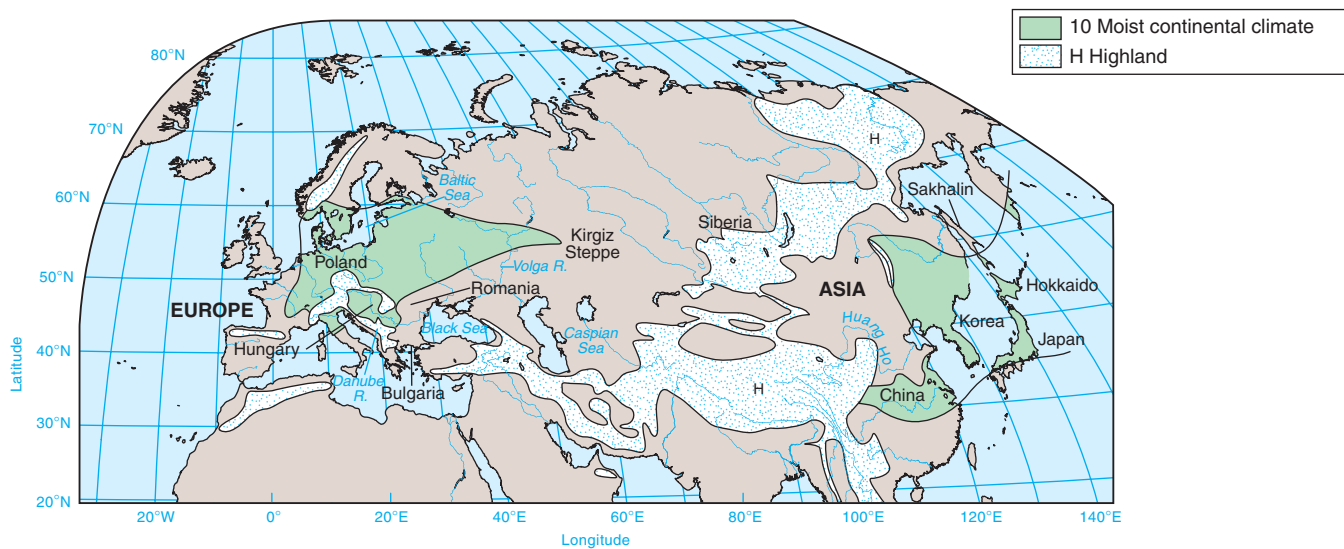 10 Moist continental climate
H Highland
80°N
70°N
60°N
50°N
40°N
30°N
20°N
Latitude
20°W
0°
20°E
40°E
60°E
80°E
100°E
120°E
140°E
Longitude
H
Baltic
Sea
Sakhalin
Siberia
Kirgiz
Steppe
Poland
Volga R.
Romania
ASIA
Hokkaido
EUROPE
Black Sea
Caspian
Sea
Huang Ho
Korea
Japan
Hungary
Danube
R.
Bulgaria
H
China